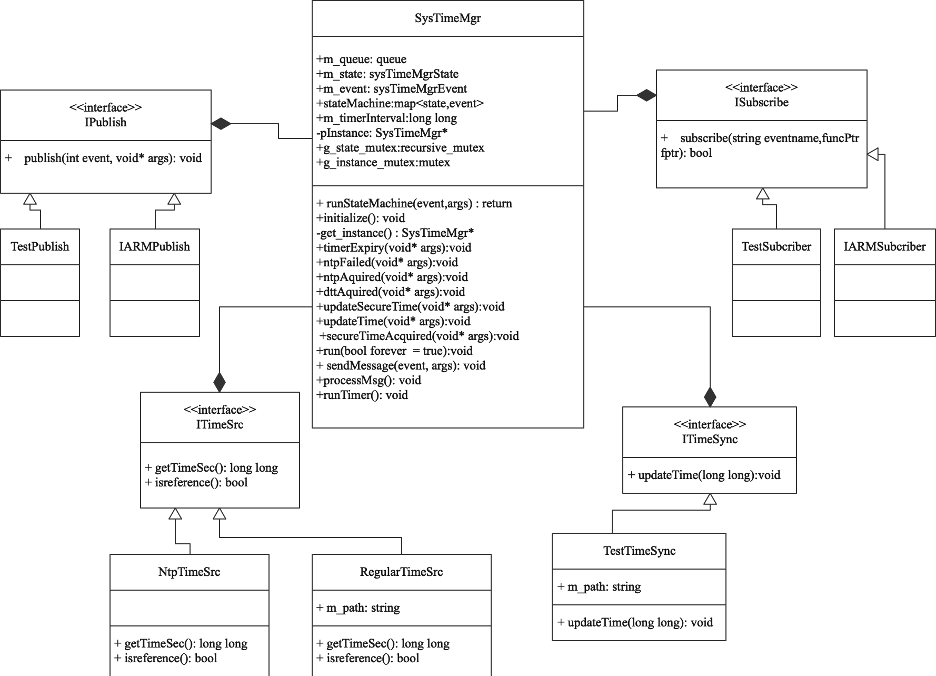 SysTimeMgr
+m_queue: queue
+m_state: sysTimeMgrState
+m_event: sysTimeMgrEvent
+stateMachine:map<state,event>
+m_timerInterval:long long
-pInstance: SysTimeMgr*
+g_state_mutex:recursive_mutex
+g_instance_mutex:mutex
+ runStateMachine(event,args) : return
+initialize(): void
-get_instance() : SysTimeMgr*
+timerExpiry(void* args):void
+ntpFailed(void* args):void
+ntpAquired(void* args):void
+dttAquired(void* args):void
+updateSecureTime(void* args):void
+updateTime(void* args):void
+secureTimeAcquired(void* args):void
+run(bool forever = true):void
+ sendMessage(event, args): void
+processMsg(): void
+runTimer(): void
<<interface>>
IPublish
+ publish(int event, void* args): void
<<interface>>
ISubscribe
+ subscribe(string eventname,funcPtr
fptr): bool
TestPublish
IARMPublish
TestSubcriber
IARMSubcriber
<<interface>>
ITimeSrc
+ getTimeSec(): long long
+ isreference(): bool
<<interface>>
ITimeSync
+ updateTime(long long):void
NtpTimeSrc
+ getTimeSec(): long long
+ isreference(): bool
RegularTimeSrc
+ m_path: string
+ getTimeSec(): long long
+ isreference(): bool
TestTimeSync
+ m_path: string
+ updateTime(long long): void